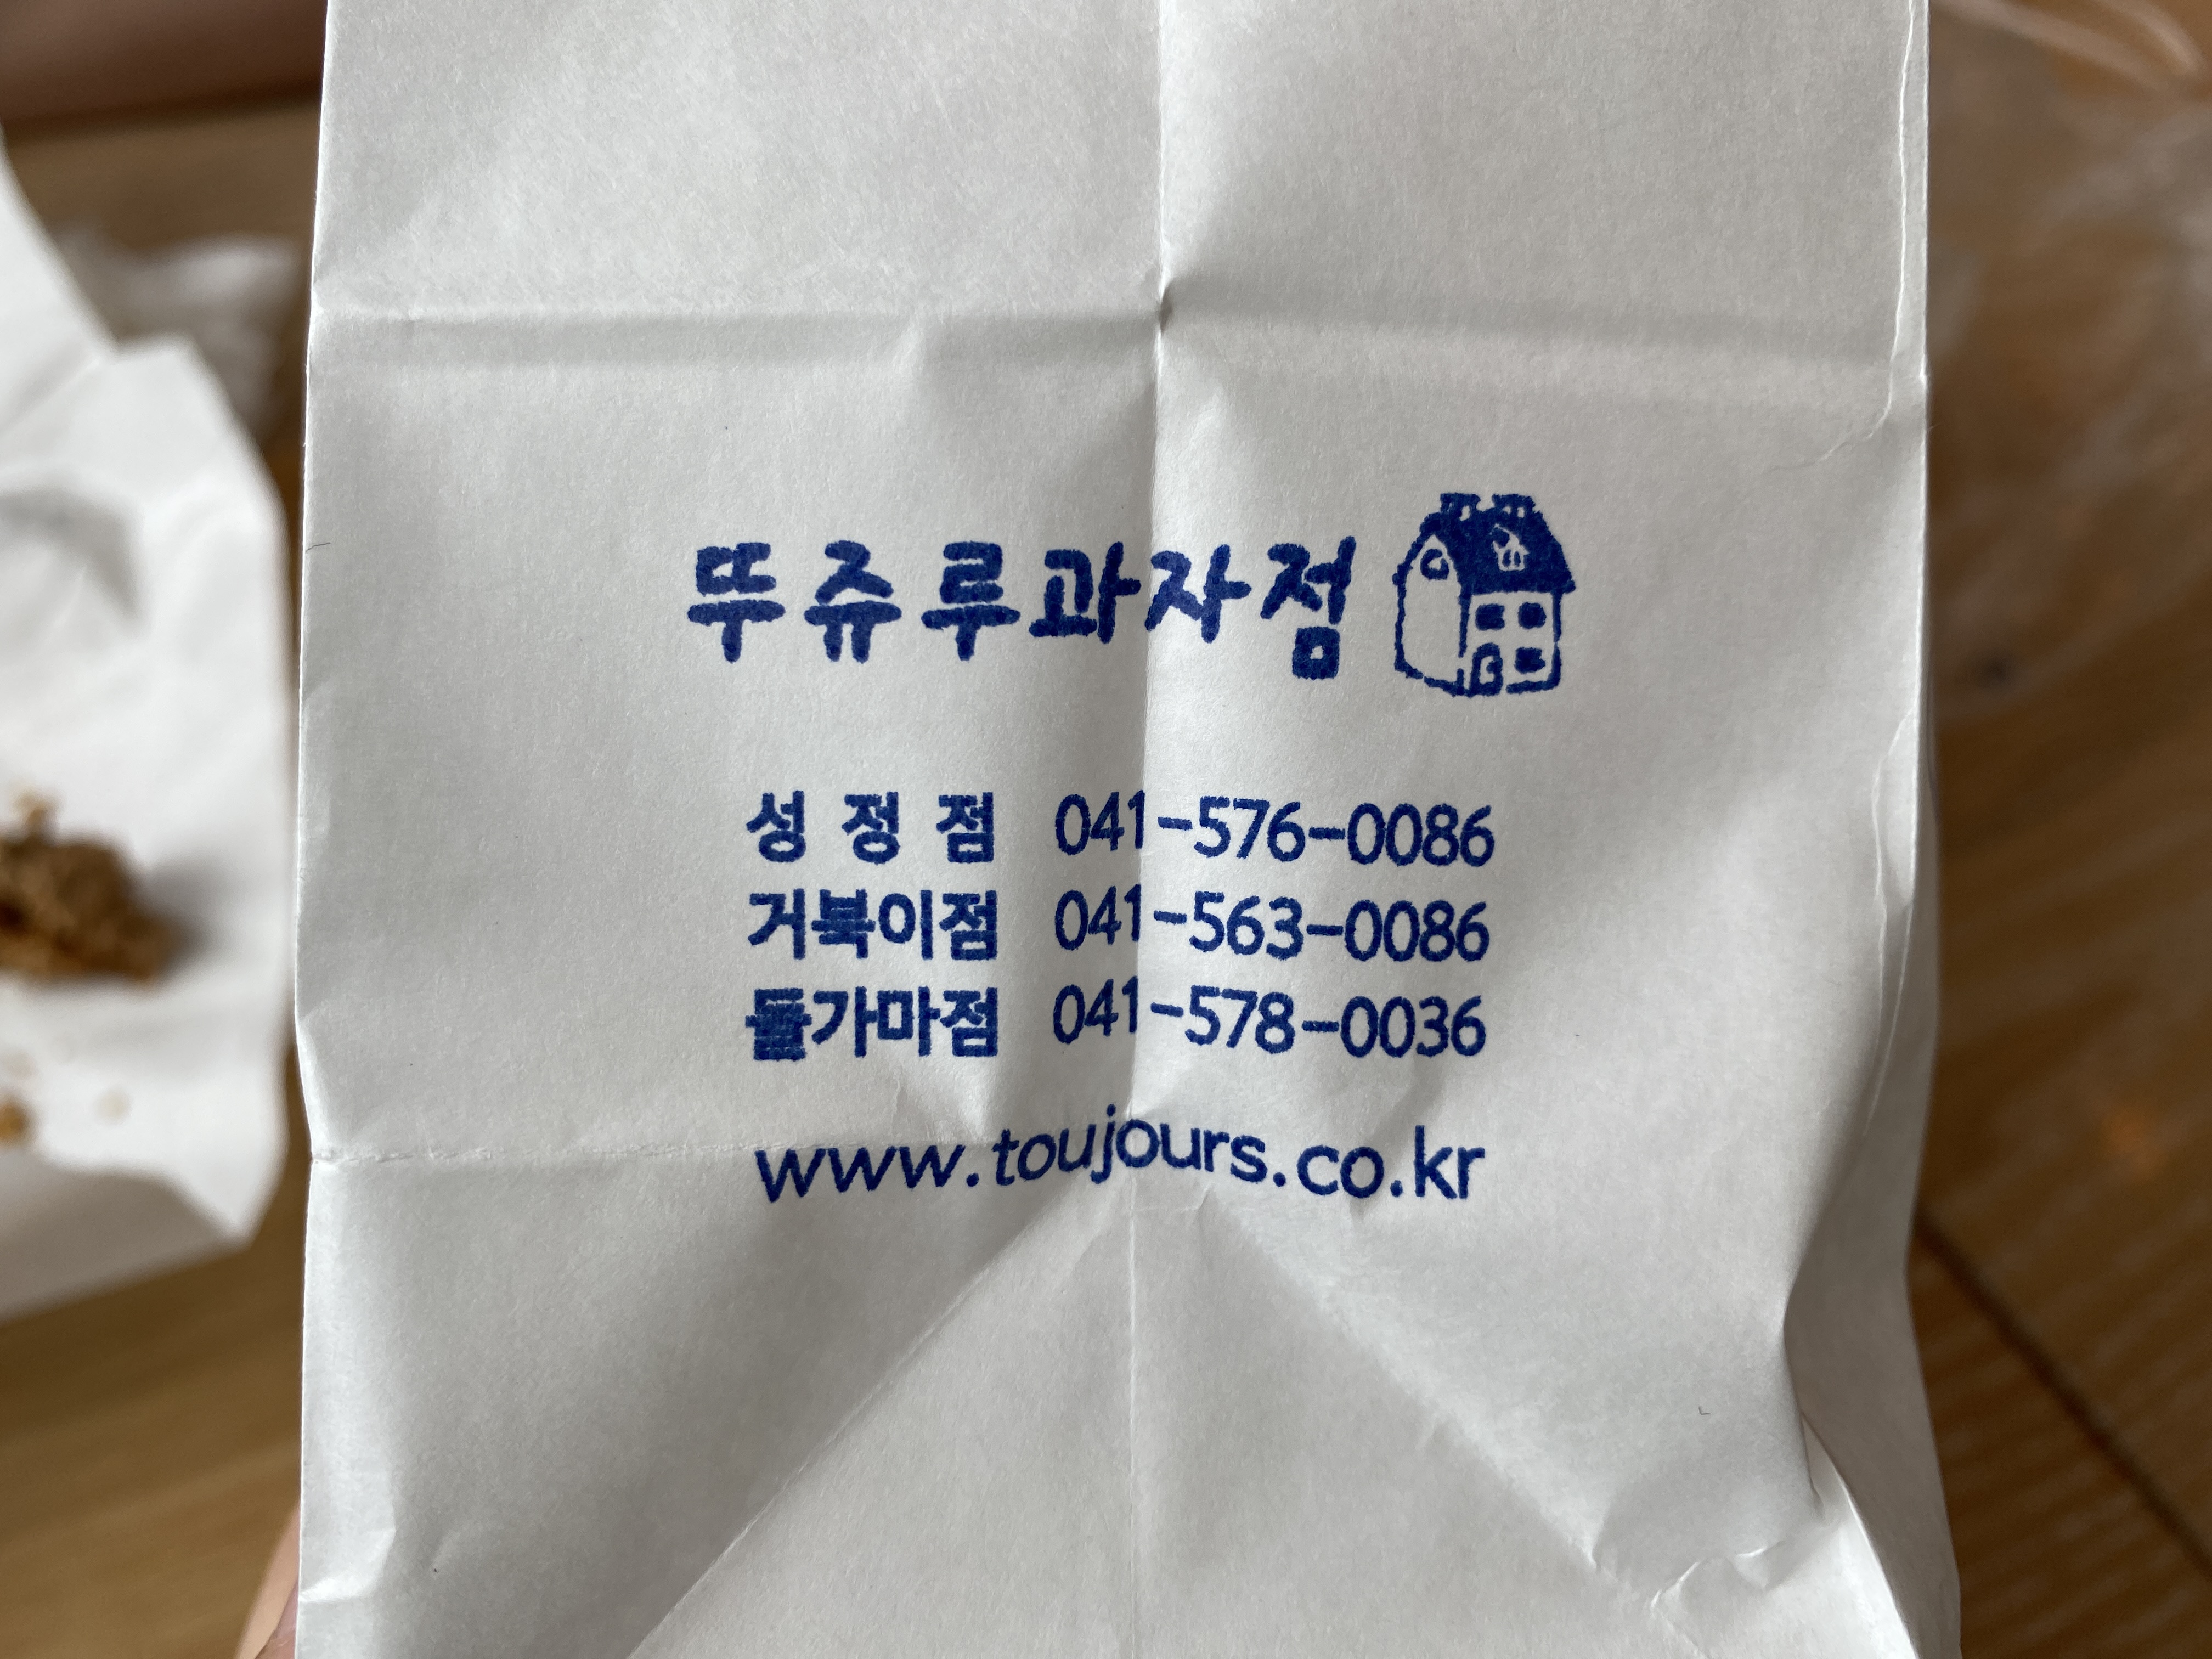 뚜쥬루과자점
성정점 041-576-0086
거북이점 041-563-0086
돌가마점 041-578-0036
www.toujours.co.kr